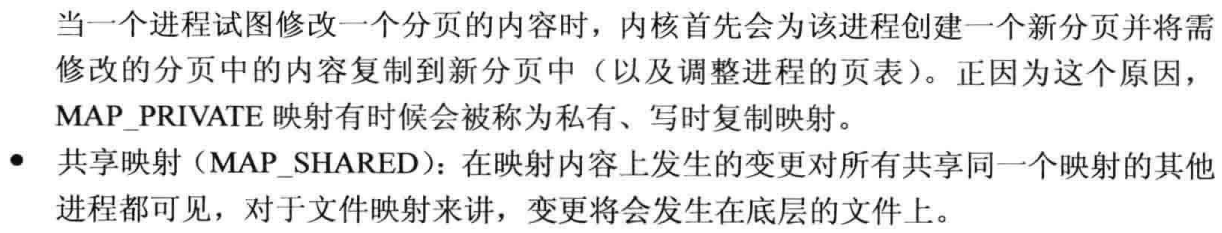 当一个进程试图修改一个分页的内容时，内核首先会为该进程创建一个新分页并将需
修改的分页中的内容复制到新分页中（以及调整进程的页表）。正因为这个原因，
MAP_PRIVATE 映射有时候会被称为私有、写时复制映射。
● 共享映射（MAP_SHARED）：在映射内容上发生的变更对所有共享同一个映射的其他
进程都可见，对于文件映射来讲，变更将会发生在底层的文件上。